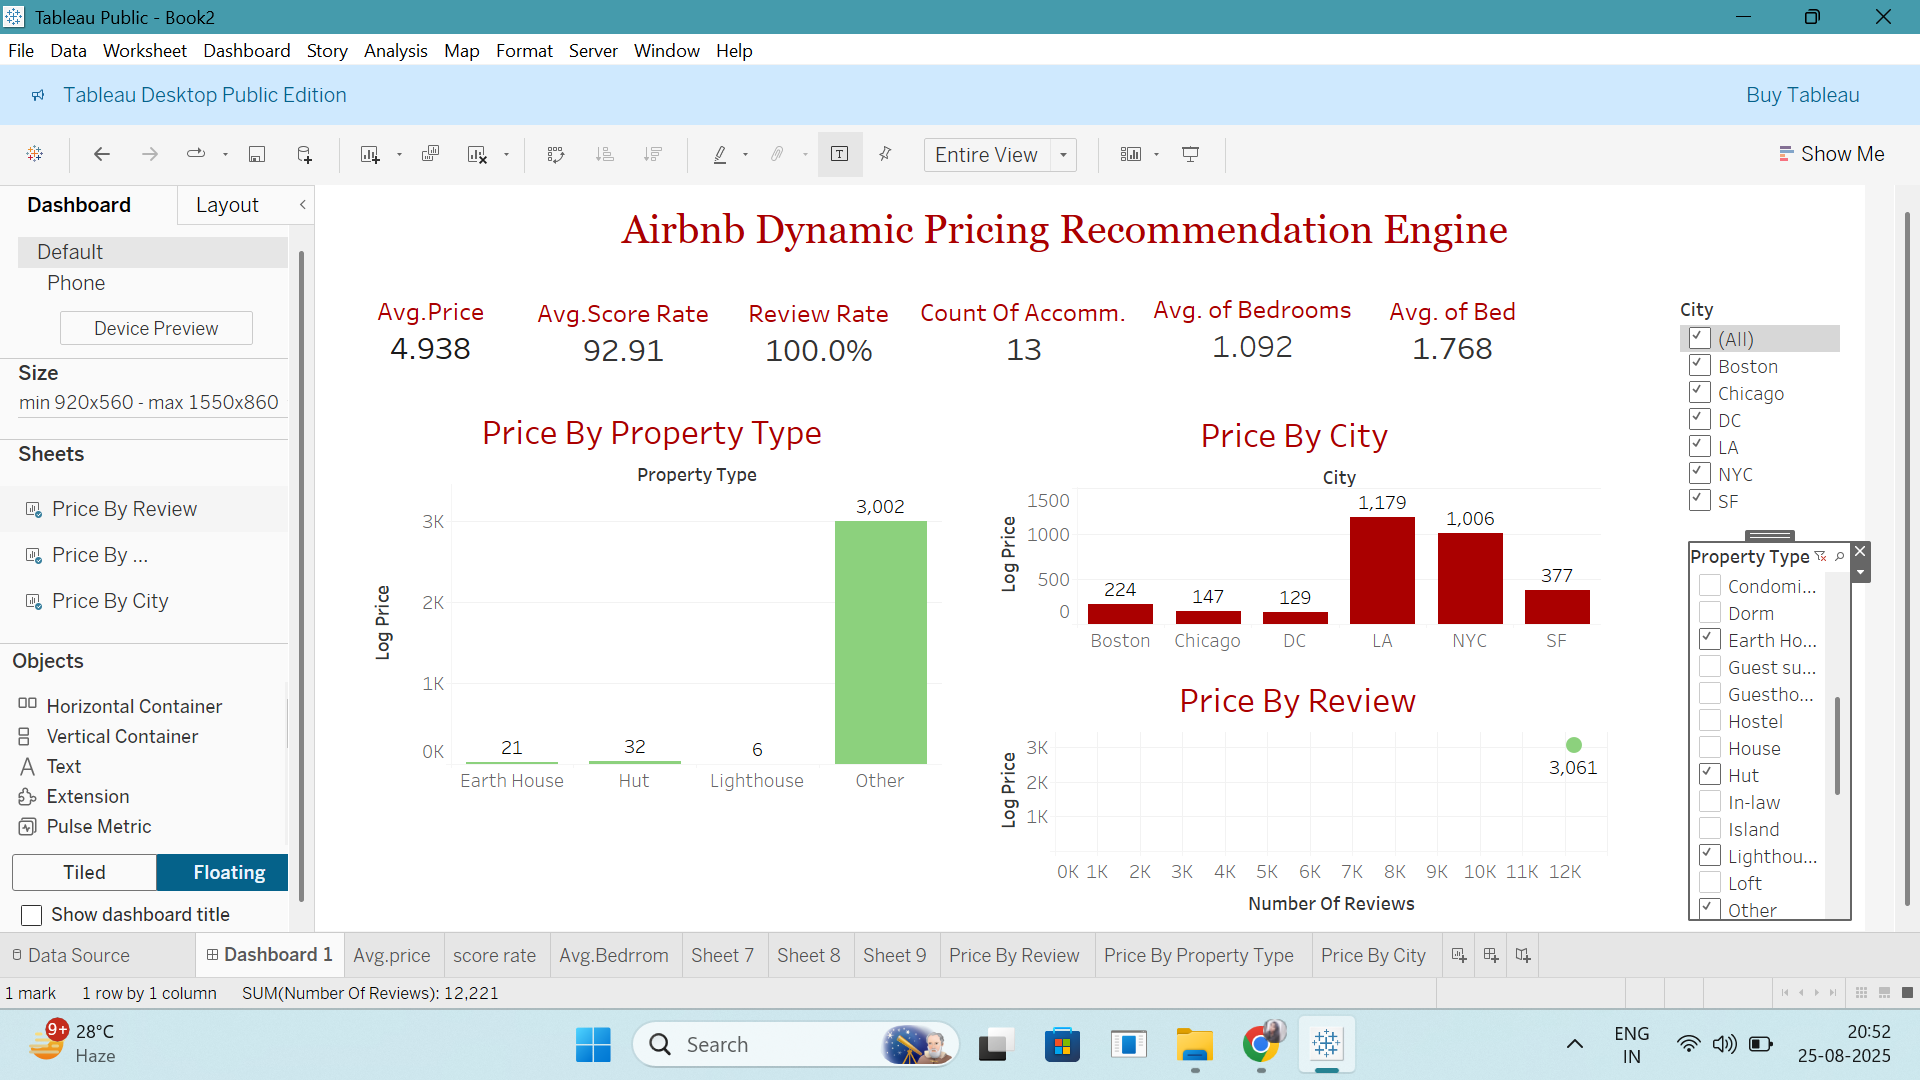 Tableau Public - Book2
File Data Worksheet Dashboard Story Analysis Map Format Server Window Help
Tableau Desktop Public Edition
Buy Tableau
Entire View
Show Me
Dashboard
Layout
Default
Phone
Device Preview
Size
min 920x560 - max 1550x860
Sheets
Price By Review
Price By ...
Price By City
Objects
Horizontal Container
Vertical Container
Text
Extension
Pulse Metric
Tiled
Floating
Show dashboard title
Airbnb Dynamic Pricing Recommendation Engine
Avg.Price
4.938
Avg.Score Rate
92.91
Review Rate
100.0%
Count Of Accomm.
13
Avg. of Bedrooms
1.092
Avg. of Bed
1.768
Price By Property Type
Property Type
Log Price
3K
2K
1K
0K
21
32
6
3,002
Earth House
Hut
Lighthouse
Other
Price By City
City
Log Price
1500
1000
500
0
224
147
129
1,179
1,006
377
Boston
Chicago
DC
LA
NYC
SF
Price By Review
Log Price
3K
2K
1K
3,061
0K 1K 2K 3K 4K 5K 6K 7K 8K 9K 10K 11K 12K
Number Of Reviews
City
(All)
Boston
Chicago
DC
LA
NYC
SF
Property Type
Condomi...
Dorm
Earth Ho...
Guest su...
Guestho...
Hostel
House
Hut
In-law
Island
Lighthou...
Loft
Other
Data Source
Dashboard 1
Avg.price
score rate
Avg.Bedrrom
Sheet 7
Sheet 8
Sheet 9
Price By Review
Price By Property Type
Price By City
1 mark
1 row by 1 column
SUM(Number Of Reviews): 12,221
9+
28°C
Haze
Search
ENG
IN
20:52
25-08-2025